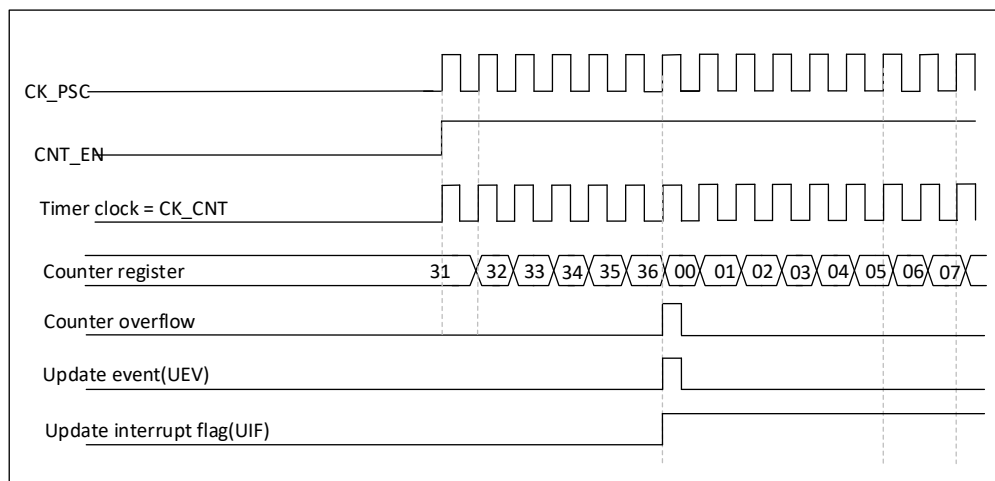 CK_PSC
CNT_EN
Timer clock = CK_CNT
Counter register 31 32 33 34 35 36 00 01 02 03 04 05 06 07
Counter overflow
Update event(UEV)
Update interrupt flag(UIF)